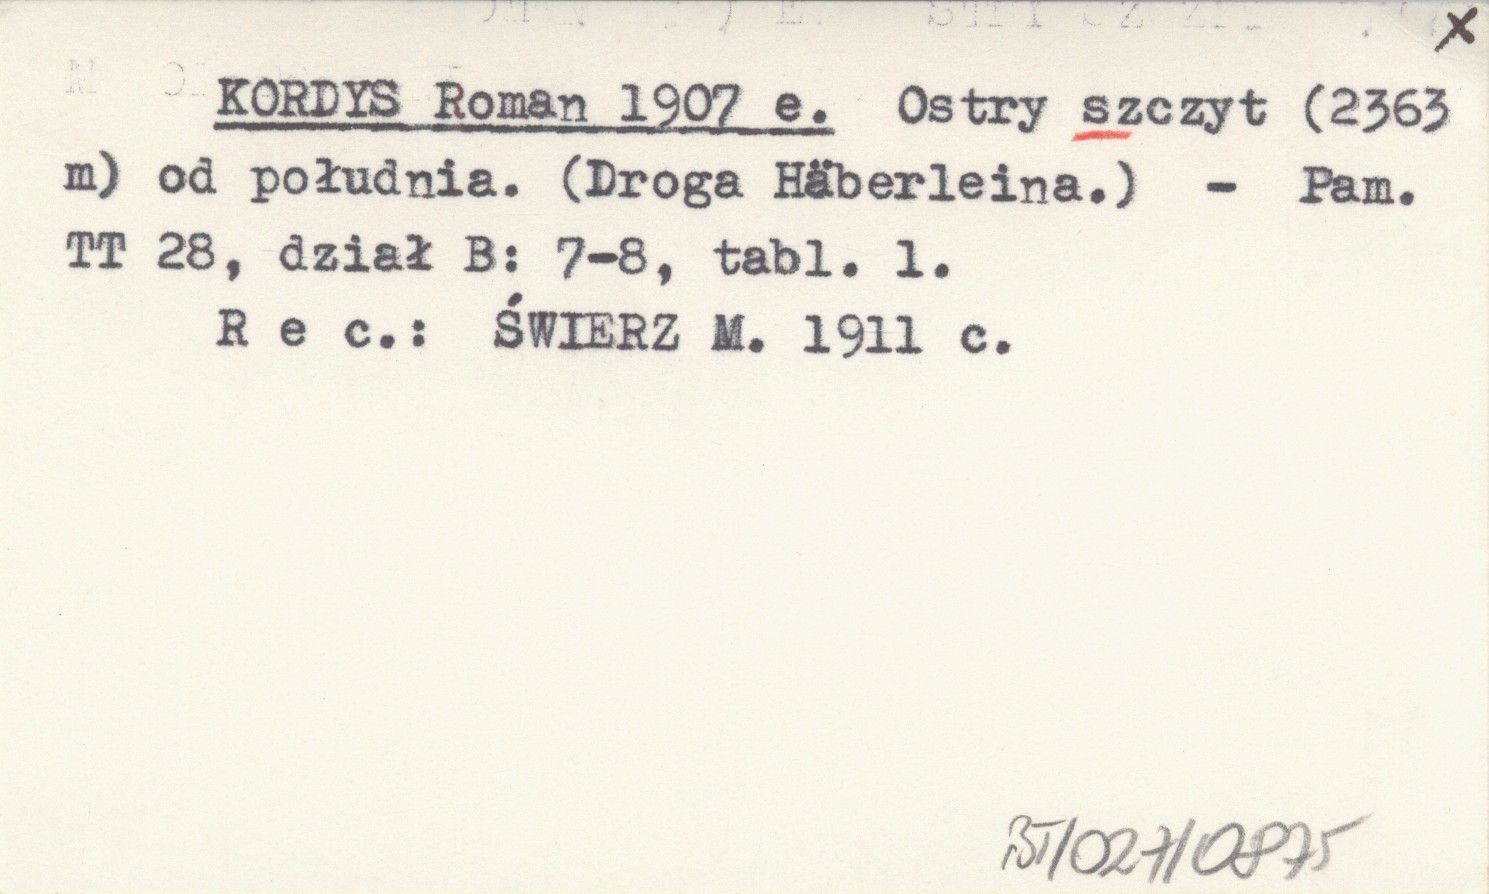 x
KORDYS Roman 1907 e. Ostry szczyt (2363
m) od południa. (Droga Häberleina.) - Pam.
TT 28, dział B: 7-8, tabl. 1.
R e c.: ŚWIERZ M. 1911 c.
BT/027/0875